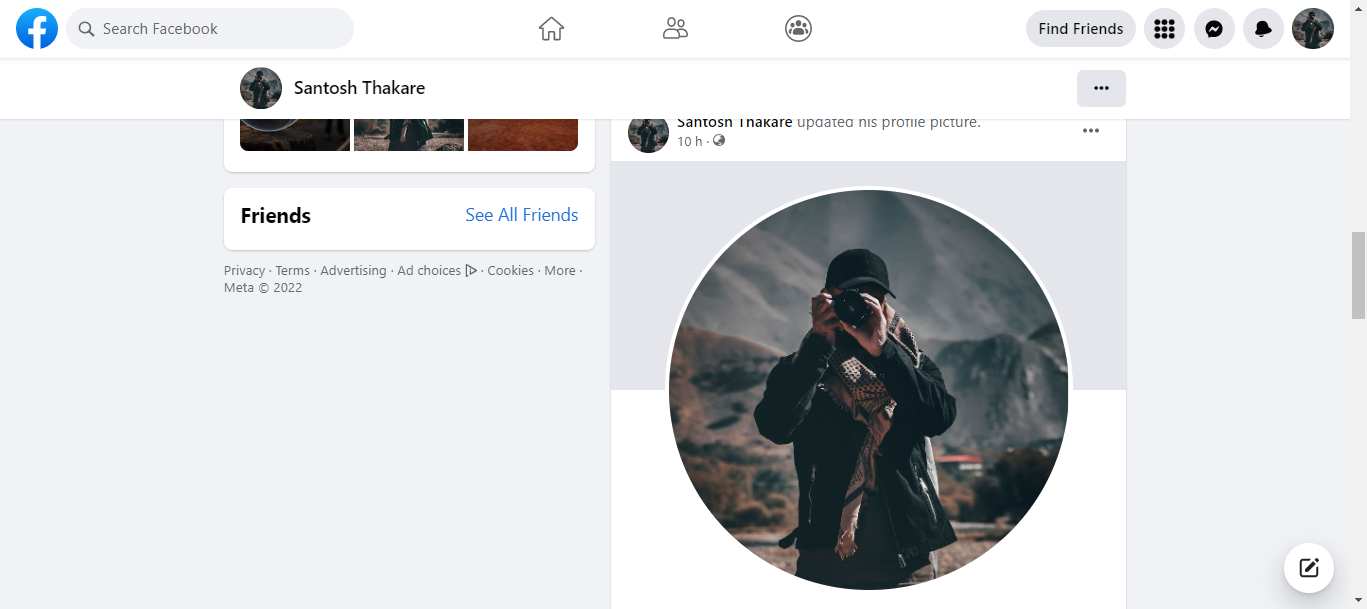 Search Facebook
Find Friends
Santosh Thakare
Santosh Thakare updated his profile picture.
10 h ·
Friends
See All Friends
Privacy · Terms · Advertising · Ad choices · Cookies · More ·
Meta © 2022